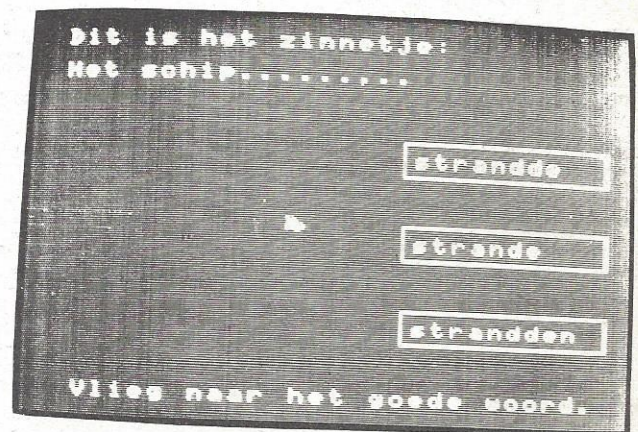 Dit is het zinnetje:
Het schip.........
strandde
strande
strandden
Vlieg naar het goede woord.